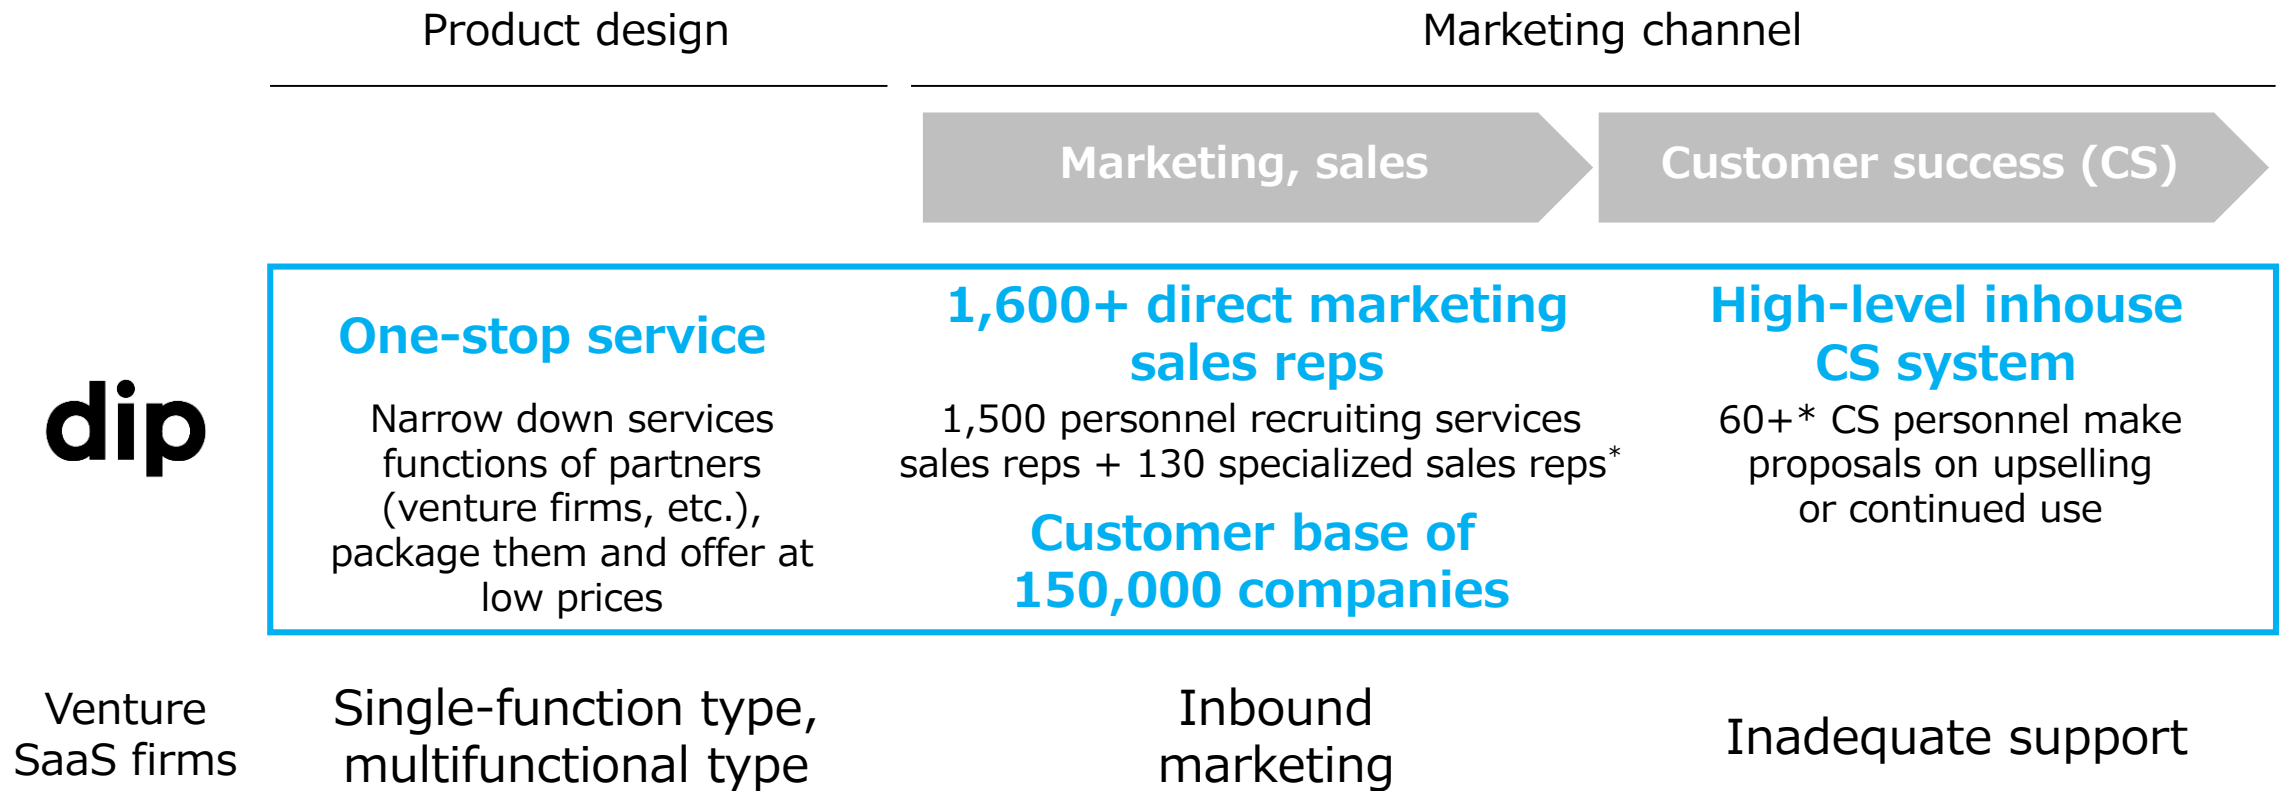 Product design
Marketing channel
Marketing, sales
Customer success (CS)
dip
One-stop service
Narrow down services
functions of partners
(venture firms, etc.),
package them and offer at
low prices
1,600+ direct marketing
sales reps
1,500 personnel recruiting services
sales reps + 130 specialized sales reps*
Customer base of
150,000 companies
High-level inhouse
CS system
60+* CS personnel make
proposals on upselling
or continued use
Venture
SaaS firms
Single-function type,
multifunctional type
Inbound
marketing
Inadequate support